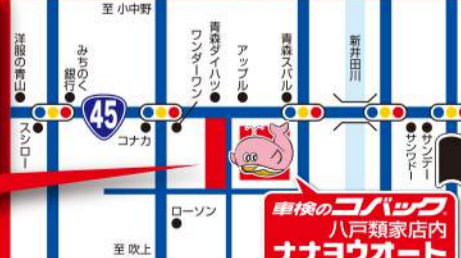 至 小中野
洋服の青山
みちのく
銀行
ワンダーワン
青森ダイハツ
アップル
青森スバル
新井田川
45
スシロー
コナカ
サンワドー
サンデー
ローソン
至 吹上
車検のコバック
八戸類家店内
ナナヨウオート